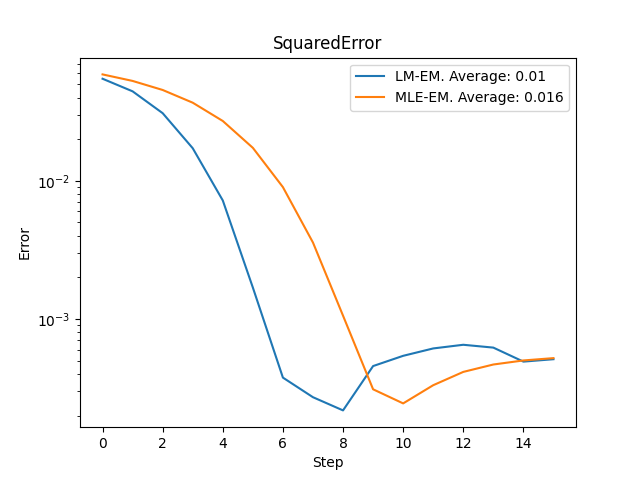 SquaredError
LM-EM. Average: 0.01
MLE-EM. Average: 0.016
10⁻²
10⁻³
Error
0 2 4 6 8 10 12 14
Step